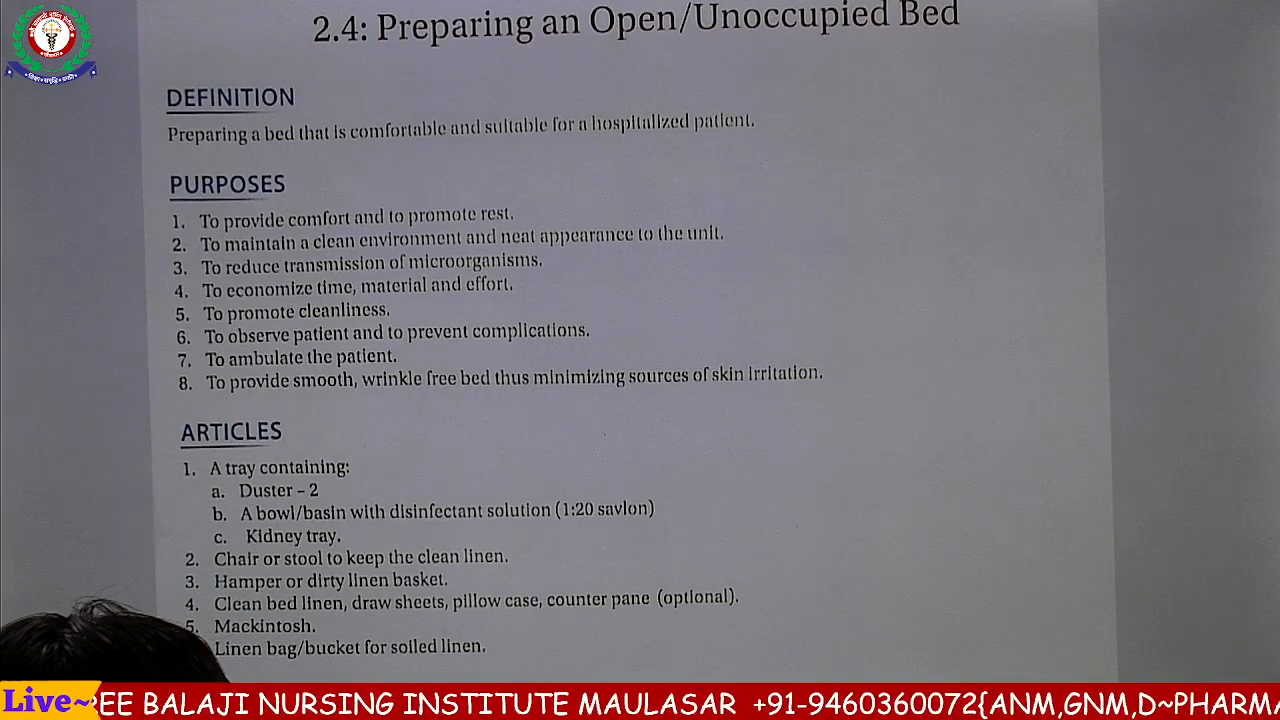 2.4: Preparing an Open/Unoccupied Bed
DEFINITION
Preparing a bed that is comfortable and suitable for a hospitalized patient.
PURPOSES
1. To provide comfort and to promote rest.
2. To maintain a clean environment and neat appearance to the unit.
3. To reduce transmission of microorganisms.
4. To economize time, material and effort.
5. To promote cleanliness.
6. To observe patient and to prevent complications.
7. To ambulate the patient.
8. To provide smooth, wrinkle free bed thus minimizing sources of skin irritation.
ARTICLES
1. A tray containing:
a. Duster – 2
b. A bowl/basin with disinfectant solution (1:20 savlon)
c. Kidney tray.
2. Chair or stool to keep the clean linen.
3. Hamper or dirty linen basket.
4. Clean bed linen, draw sheets, pillow case, counter pane (optional).
5. Mackintosh.
Linen bag/bucket for soiled linen.
Live~ REE BALAJI NURSING INSTITUTE MAULASAR +91-9460360072{ANM,GNM,D~PHARMA